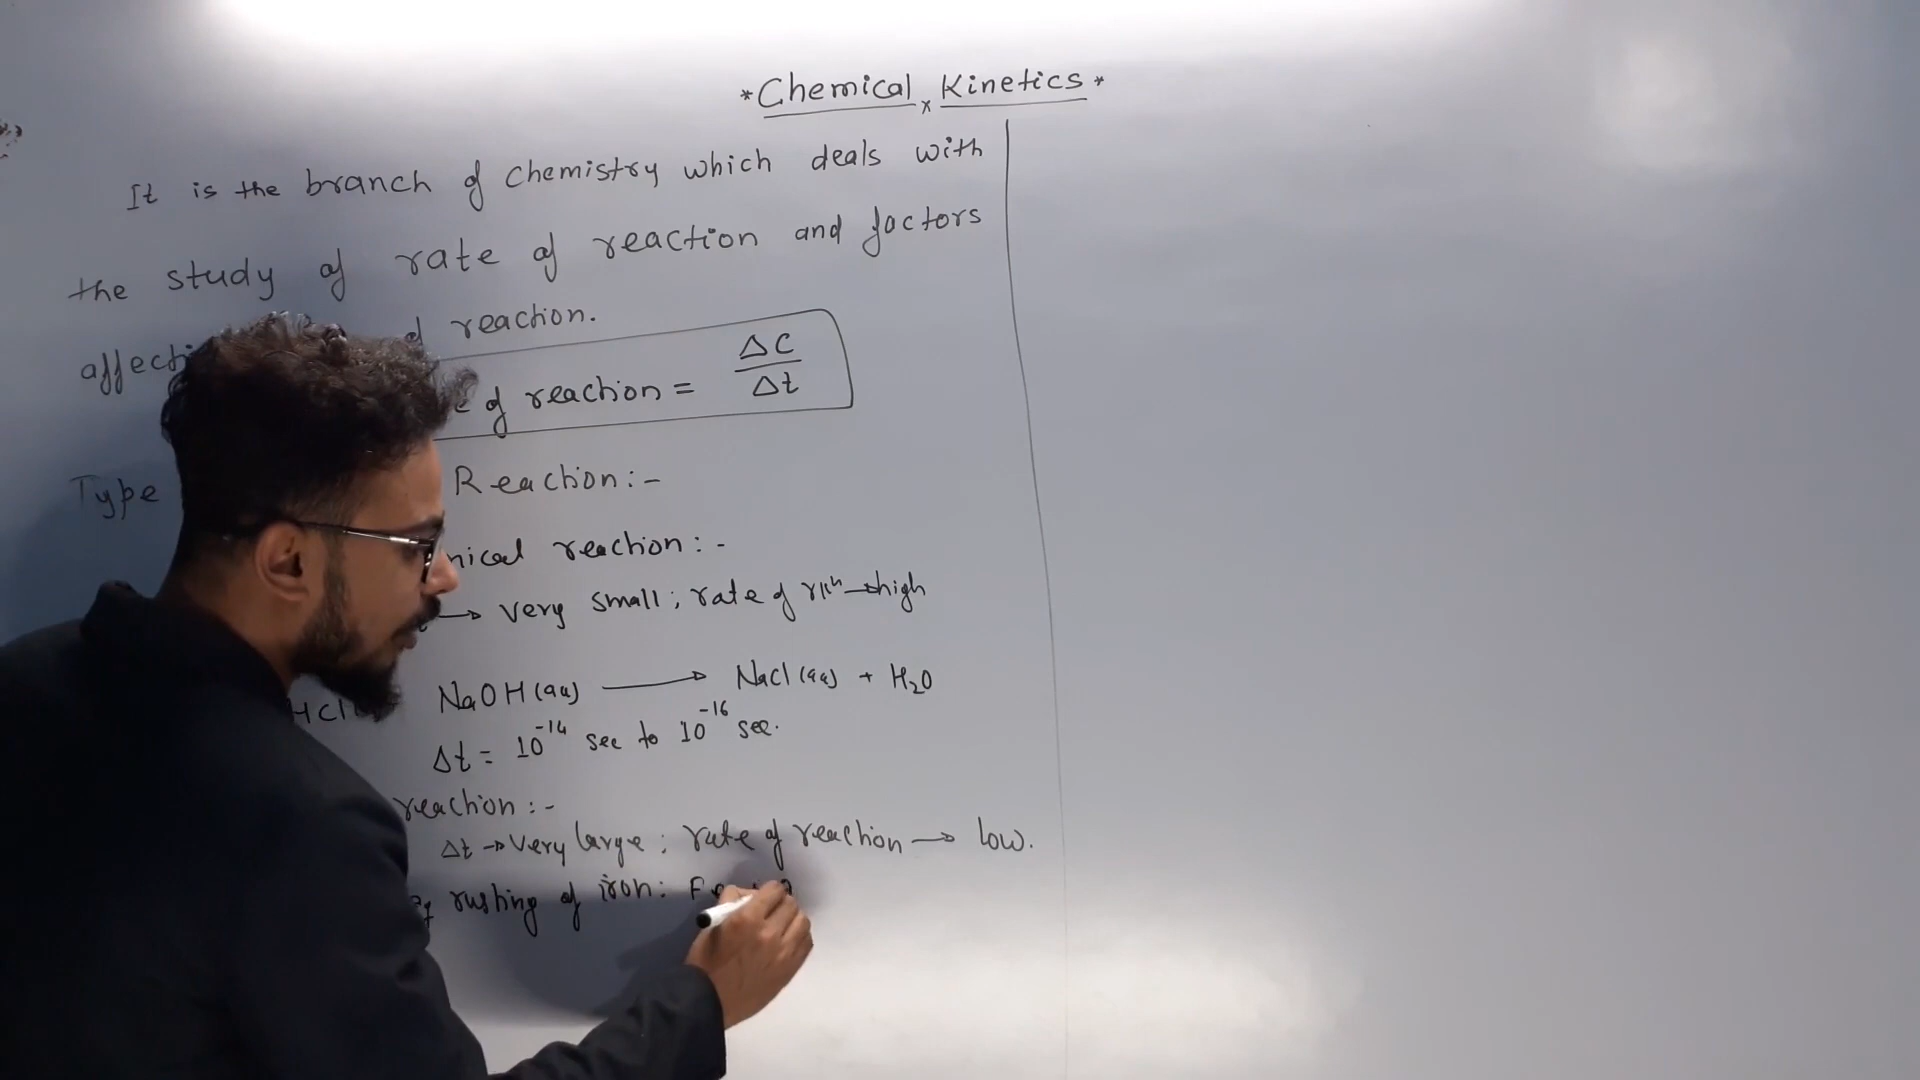 *Chemical x Kinetics*
It is the branch of chemistry which deals with
the study of rate of reaction and factors
reaction.
of reaction = ΔC/Δt
Type Reaction:-
reaction:-
→ very small; rate of rxn → high
NaOH(aq) → NaCl(aq) + H₂O
Δt = 10⁻¹⁴ sec to 10⁻¹⁶ sec.
reaction:-
Δt → Very large; rate of reaction → low.
rusting of iron: